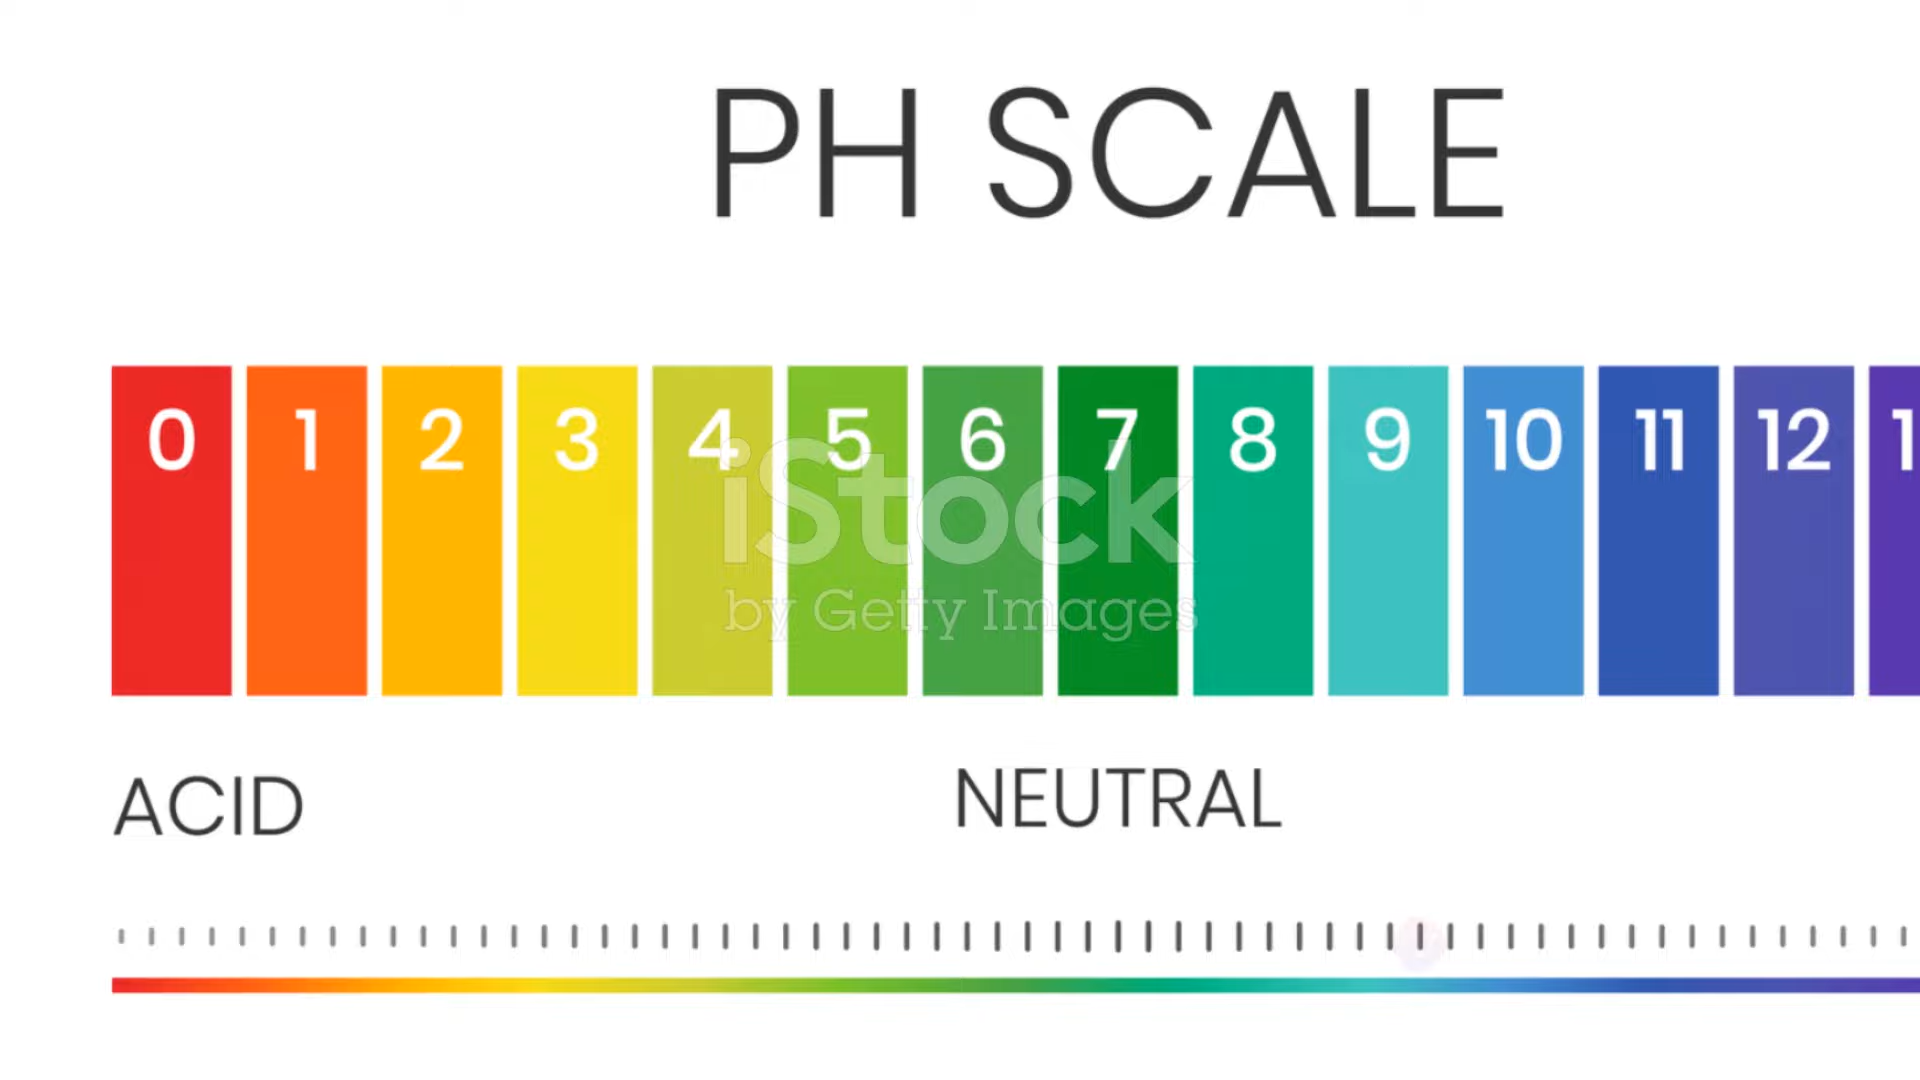 PH SCALE
0 1 2 3 4 5 6 7 8 9 10 11 12 1
iStock
by Getty Images
ACID NEUTRAL